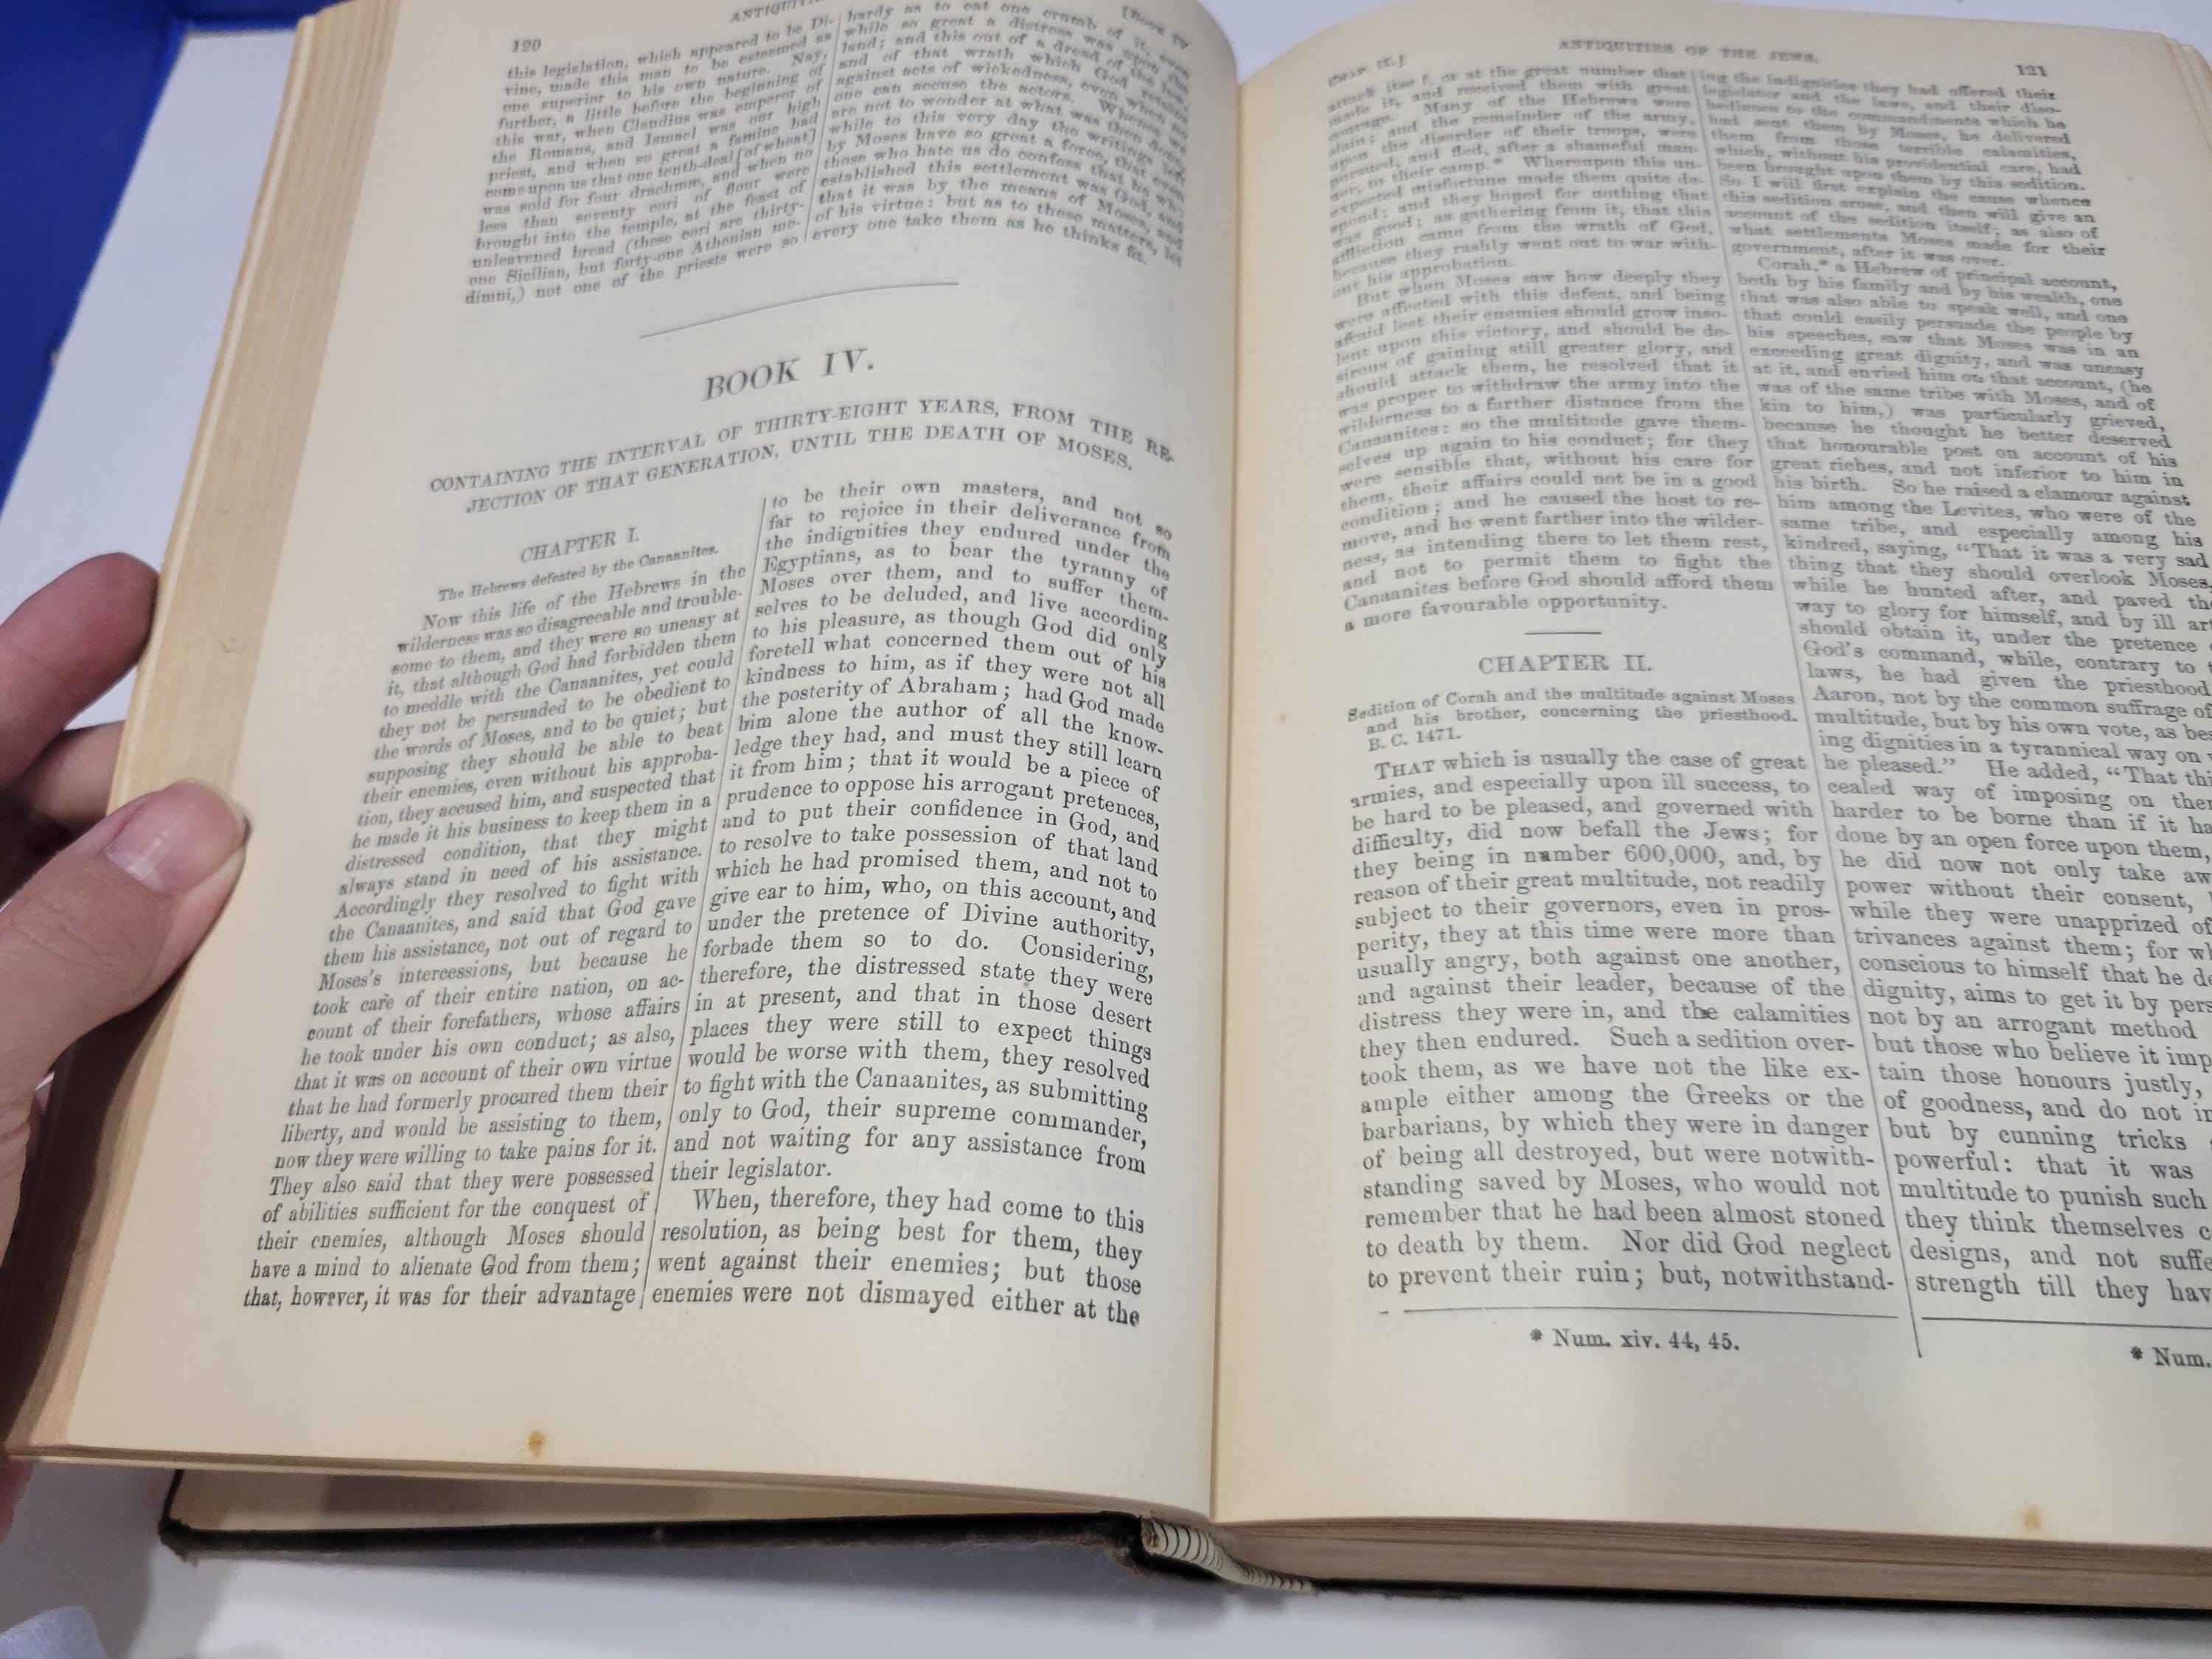 120
this legislation, which appeared to be Di-
vine, made this man to be esteemed as
one superior to his own nature. Nay,
further, a little before the beginning of
this war, when Claudius was emperor of
the Romans, and Ismael was our high
priest, and when so great a famine had
come upon us that one tenth-deal [of wheat]
was sold for four drachmæ, and when no
less than seventy cori of flour were
brought into the temple, at the feast of
unleavened bread (these cori are thirty-
one Sicilian, but forty-one Athenian me-
dimni,) not one of the priests were so
[Book IV
hardy as to eat one crumb of it, even
while so great a distress was upon the
land; and this out of a dread of the law,
and of that wrath which God retains
against acts of wickedness, even when no
one can accuse the actors. Whence we
are not to wonder at what was then done,
while to this very day the writings left
by Moses have so great a force, that even
those who hate us do confess that he who
established this settlement was God, and
that it was by the means of Moses, and
of his virtue: but as to these matters, let
every one take them as he thinks fit.
BOOK IV.
CONTAINING THE INTERVAL OF THIRTY-EIGHT YEARS, FROM THE RE-
JECTION OF THAT GENERATION, UNTIL THE DEATH OF MOSES.
CHAPTER I.
The Hebrews defeated by the Canaanites.
Now this life of the Hebrews in the
wilderness was so disagreeable and trouble-
some to them, and they were so uneasy at
it, that although God had forbidden them
to meddle with the Canaanites, yet could
they not be persuaded to be obedient to
the words of Moses, and to be quiet; but
supposing they should be able to beat
their enemies, even without his approba-
tion, they accused him, and suspected that
he made it his business to keep them in a
distressed condition, that they might
always stand in need of his assistance.
Accordingly they resolved to fight with
the Canaanites, and said that God gave
them his assistance, not out of regard to
Moses's intercessions, but because he
took care of their entire nation, on ac-
count of their forefathers, whose affairs
he took under his own conduct; as also,
that it was on account of their own virtue
that he had formerly procured them their
liberty, and would be assisting to them,
now they were willing to take pains for it.
They also said that they were possessed
of abilities sufficient for the conquest of
their enemies, although Moses should
have a mind to alienate God from them;
that, however, it was for their advantage
to be their own masters, and not so
far to rejoice in their deliverance from
the indignities they endured under the
Egyptians, as to bear the tyranny of
Moses over them, and to suffer them-
selves to be deluded, and live according
to his pleasure, as though God did only
foretell what concerned them out of his
kindness to him, as if they were not all
the posterity of Abraham; had God made
him alone the author of all the know-
ledge they had, and must they still learn
it from him; that it would be a piece of
prudence to oppose his arrogant pretences,
and to put their confidence in God, and
to resolve to take possession of that land
which he had promised them, and not to
give ear to him, who, on this account, and
under the pretence of Divine authority,
forbade them so to do. Considering,
therefore, the distressed state they were
in at present, and that in those desert
places they were still to expect things
would be worse with them, they resolved
to fight with the Canaanites, as submitting
only to God, their supreme commander,
and not waiting for any assistance from
their legislator.
When, therefore, they had come to this
resolution, as being best for them, they
went against their enemies; but those
enemies were not dismayed either at the
CHAP. II.]
ANTIQUITIES OF THE JEWS.
121
attack itse f, or at the great number that
made it, and received them with great
courage. Many of the Hebrews were
slain; and the remainder of the army,
upon the disorder of their troops, were
pursued, and fled, after a shameful man-
ner, to their camp.* Whereupon this un-
expected misfortune made them quite de-
spond; and they hoped for nothing that
was good; as gathering from it, that this
affliction came from the wrath of God,
because they rashly went out to war with-
out his approbation.
But when Moses saw how deeply they
were affected with this defeat, and being
afraid lest their enemies should grow inso-
lent upon this victory, and should be de-
sirous of gaining still greater glory, and
should attack them, he resolved that it
was proper to withdraw the army into the
wilderness to a farther distance from the
Canaanites: so the multitude gave them-
selves up again to his conduct; for they
were sensible that, without his care for
them, their affairs could not be in a good
condition; and he caused the host to re-
move, and he went farther into the wilder-
ness, as intending there to let them rest,
and not to permit them to fight the
Canaanites before God should afford them
a more favourable opportunity.
CHAPTER II.
Sedition of Corah and the multitude against Moses
and his brother, concerning the priesthood.
B. C. 1471.
THAT which is usually the case of great
armies, and especially upon ill success, to
be hard to be pleased, and governed with
difficulty, did now befall the Jews; for
they being in number 600,000, and, by
reason of their great multitude, not readily
subject to their governors, even in pros-
perity, they at this time were more than
usually angry, both against one another,
and against their leader, because of the
distress they were in, and the calamities
they then endured. Such a sedition over-
took them, as we have not the like ex-
ample either among the Greeks or the
barbarians, by which they were in danger
of being all destroyed, but were notwith-
standing saved by Moses, who would not
remember that he had been almost stoned
to death by them. Nor did God neglect
to prevent their ruin; but, notwithstand-
* Num. xiv. 44, 45.
ing the indignities they had offered their
legislator and the laws, and their diso-
bedience to the commandments which he
had sent them by Moses, he delivered
them from those terrible calamities,
which, without his providential care, had
been brought upon them by this sedition.
So I will first explain the cause whence
this sedition arose, and then will give an
account of the sedition itself; as also of
what settlements Moses made for their
government, after it was over.
Corah,* a Hebrew of principal account,
both by his family and by his wealth, one
that was also able to speak well, and one
that could easily persuade the people by
his speeches, saw that Moses was in an
exceeding great dignity, and was uneasy
at it, and envied him on that account, (he
was of the same tribe with Moses, and of
kin to him,) was particularly grieved,
because he thought he better deserved
that honourable post on account of his
great riches, and not inferior to him in
his birth. So he raised a clamour against
him among the Levites, who were of the
same tribe, and especially among his
kindred, saying, "That it was a very sad
thing that they should overlook Moses,
while he hunted after, and paved the
way to glory for himself, and by ill
should obtain it, under the pretence
God's command, while, contrary to
laws, he had given the priesthood
Aaron, not by the common suffrage of
multitude, but by his own vote, as
ing dignities in a tyrannical way on
he pleased." He added, "That
cealed way of imposing on
harder to be borne than if it
done by an open force upon them,
he did now not only take
power without their consent,
while they were unapprized of
trivances against them; for
conscious to himself that he
dignity, aims to get it by
not by an arrogant method
but those who believe it
tain those honours justly,
of goodness, and do not
but by cunning tricks
powerful: that it was
multitude to punish such
they think themselves
designs, and not
strength till they
* Num.